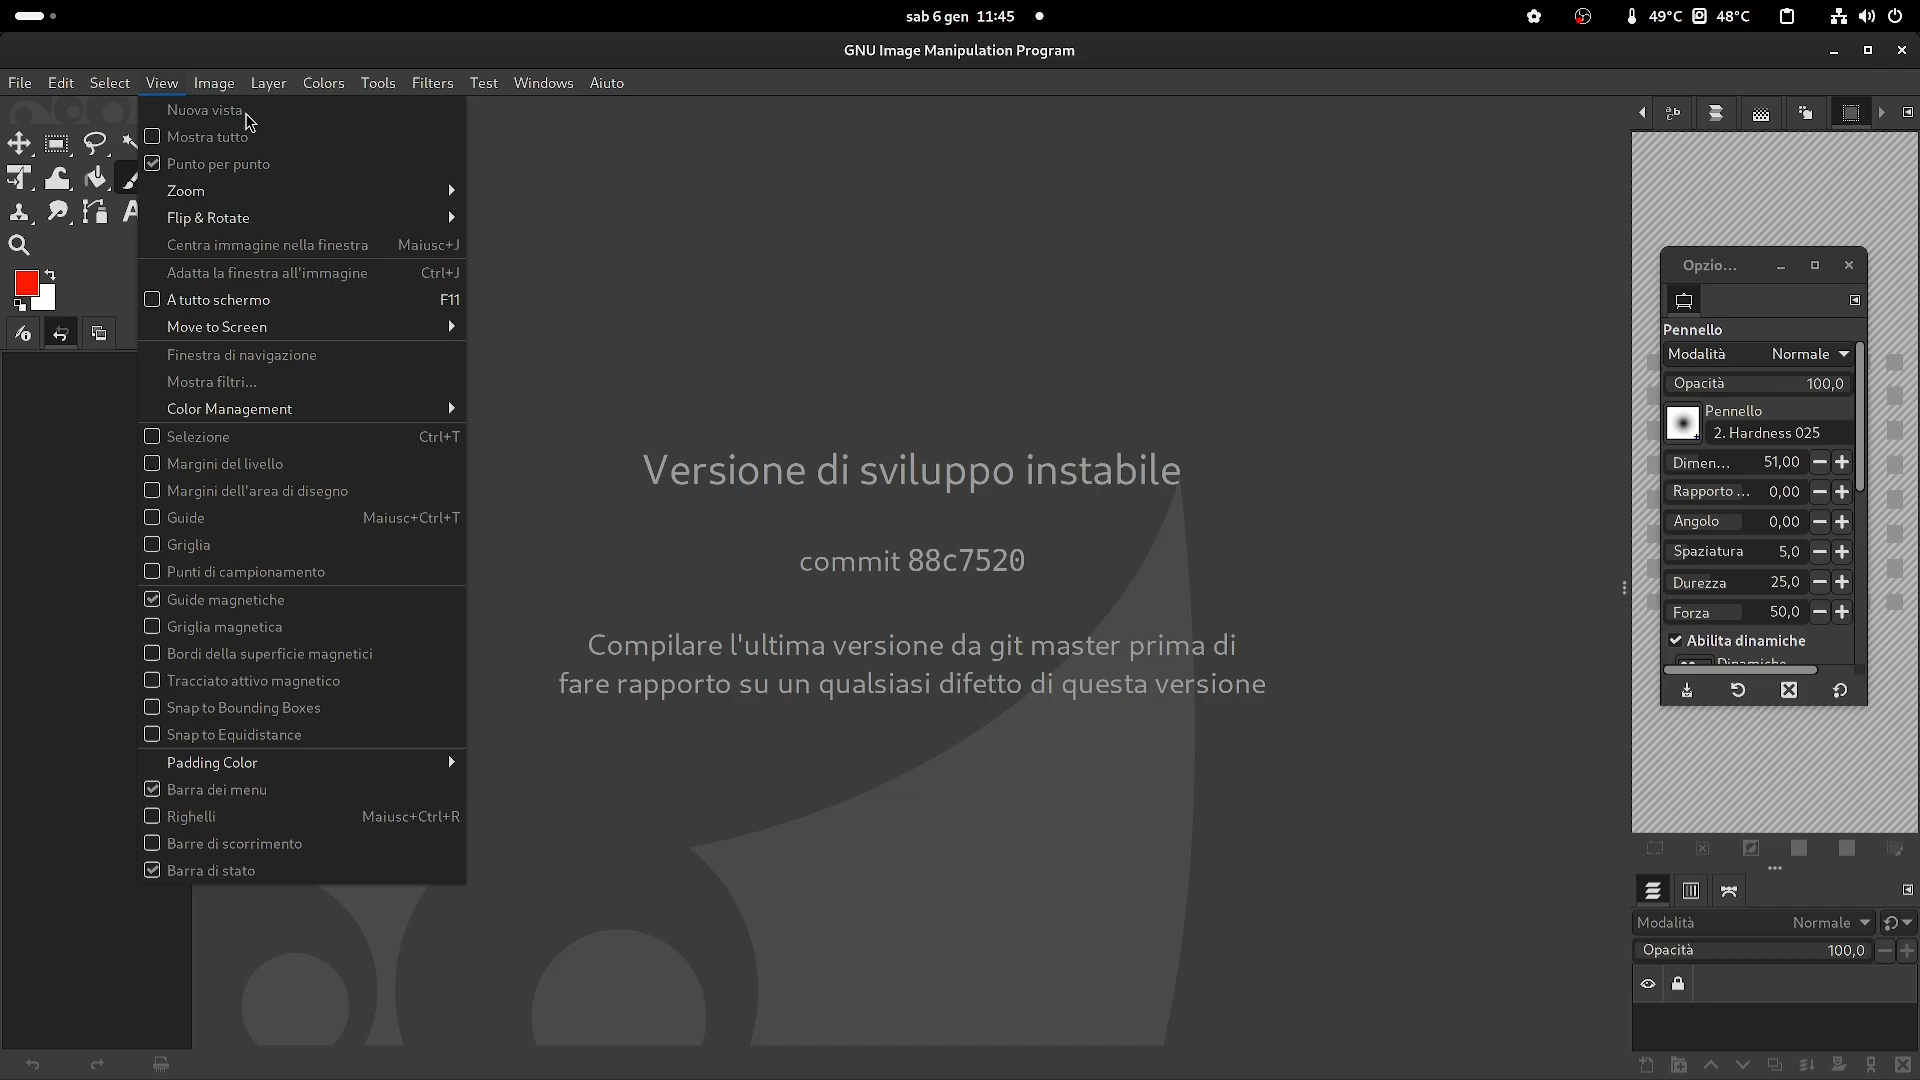 sab 6 gen 11:45
49°C 48°C
GNU Image Manipulation Program
File Edit Select View Image Layer Colors Tools Filters Test Windows Aiuto
Nuova vista
Mostra tutto
Punto per punto
Zoom
Flip & Rotate
Centra immagine nella finestra Maiusc+J
Adatta la finestra all'immagine Ctrl+J
A tutto schermo F11
Move to Screen
Finestra di navigazione
Mostra filtri...
Color Management
Selezione Ctrl+T
Margini del livello
Margini dell'area di disegno
Guide Maiusc+Ctrl+T
Griglia
Punti di campionamento
Guide magnetiche
Griglia magnetica
Bordi della superficie magnetici
Tracciato attivo magnetico
Snap to Bounding Boxes
Snap to Equidistance
Padding Color
Barra dei menu
Righelli Maiusc+Ctrl+R
Barre di scorrimento
Barra di stato
Versione di sviluppo instabile
commit 88c7520
Compilare l'ultima versione da git master prima di
fare rapporto su un qualsiasi difetto di questa versione
Opzio...
Pennello
Modalità Normale
Opacità 100,0
Pennello
2. Hardness 025
Dimen... 51,00
Rapporto ... 0,00
Angolo 0,00
Spaziatura 5,0
Durezza 25,0
Forza 50,0
Abilita dinamiche
Dinamiche
Modalità Normale
Opacità 100,0